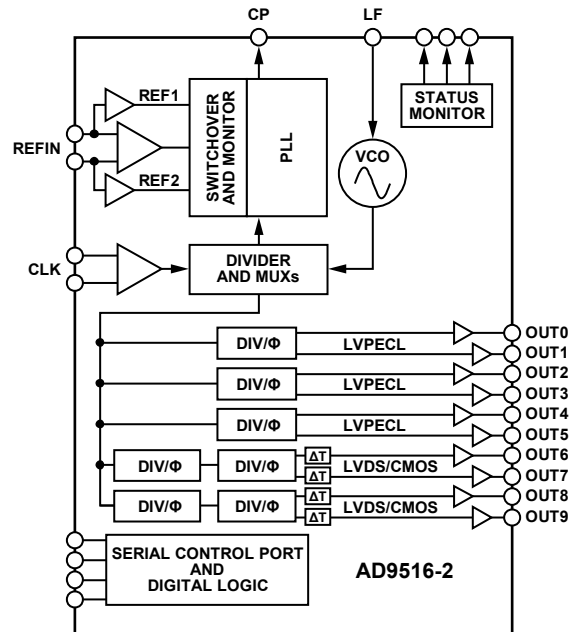 CP
LF
REF1
REFIN
REF2
SWITCHOVER
AND MONITOR
PLL
STATUS
MONITOR
VCO
CLK
DIVIDER
AND MUXs
DIV/Φ
LVPECL
OUT0
OUT1
DIV/Φ
LVPECL
OUT2
OUT3
DIV/Φ
LVPECL
OUT4
OUT5
DIV/Φ
DIV/Φ
ΔT
ΔT
LVDS/CMOS
OUT6
OUT7
DIV/Φ
DIV/Φ
ΔT
ΔT
LVDS/CMOS
OUT8
OUT9
SERIAL CONTROL PORT
AND
DIGITAL LOGIC
AD9516-2